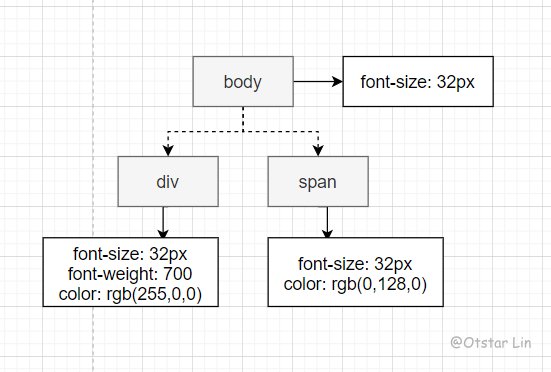 body
font-size: 32px
div
span
font-size: 32px
font-weight: 700
color: rgb(255,0,0)
font-size: 32px
color: rgb(0,128,0)
@Otstar Lin